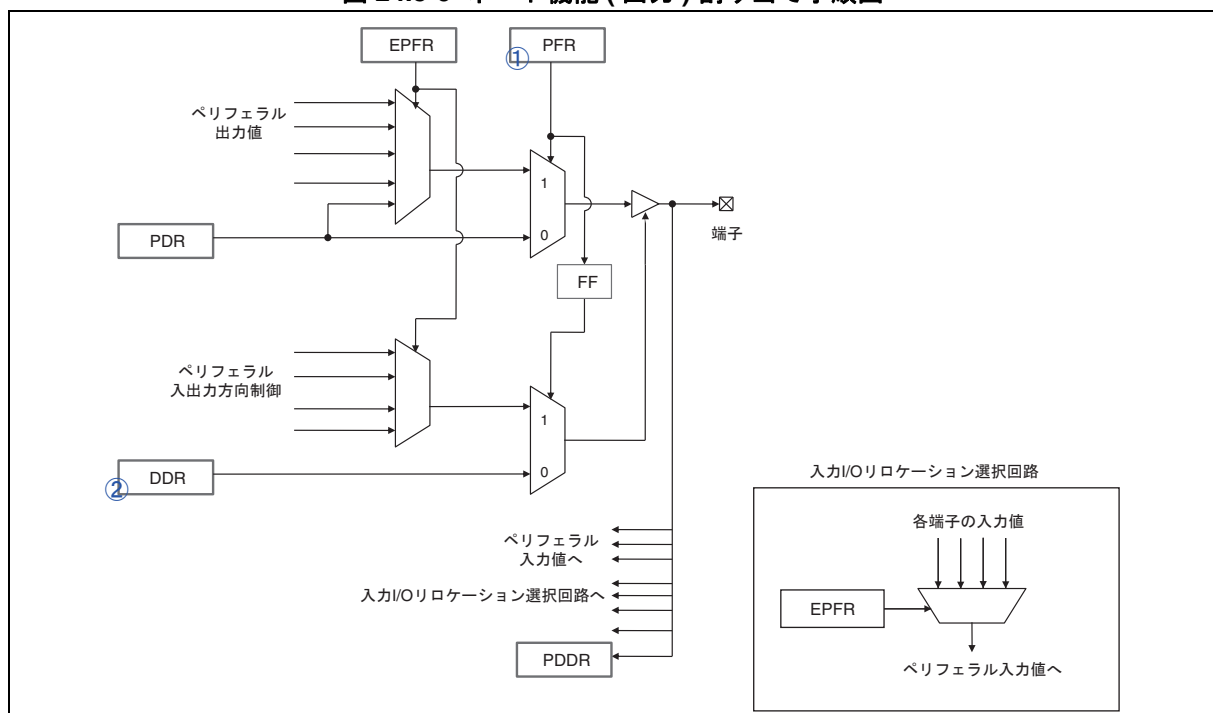 EPFR
PFR
①
ペリフェラル
出力値
1
0
PDR
端子
FF
ペリフェラル
入出力方向制御
1
0
DDR
②
入力I/Oリロケーション選択回路
各端子の入力値
EPFR
ペリフェラル入力値へ
ペリフェラル
入力値へ
入力I/Oリロケーション選択回路へ
PDDR